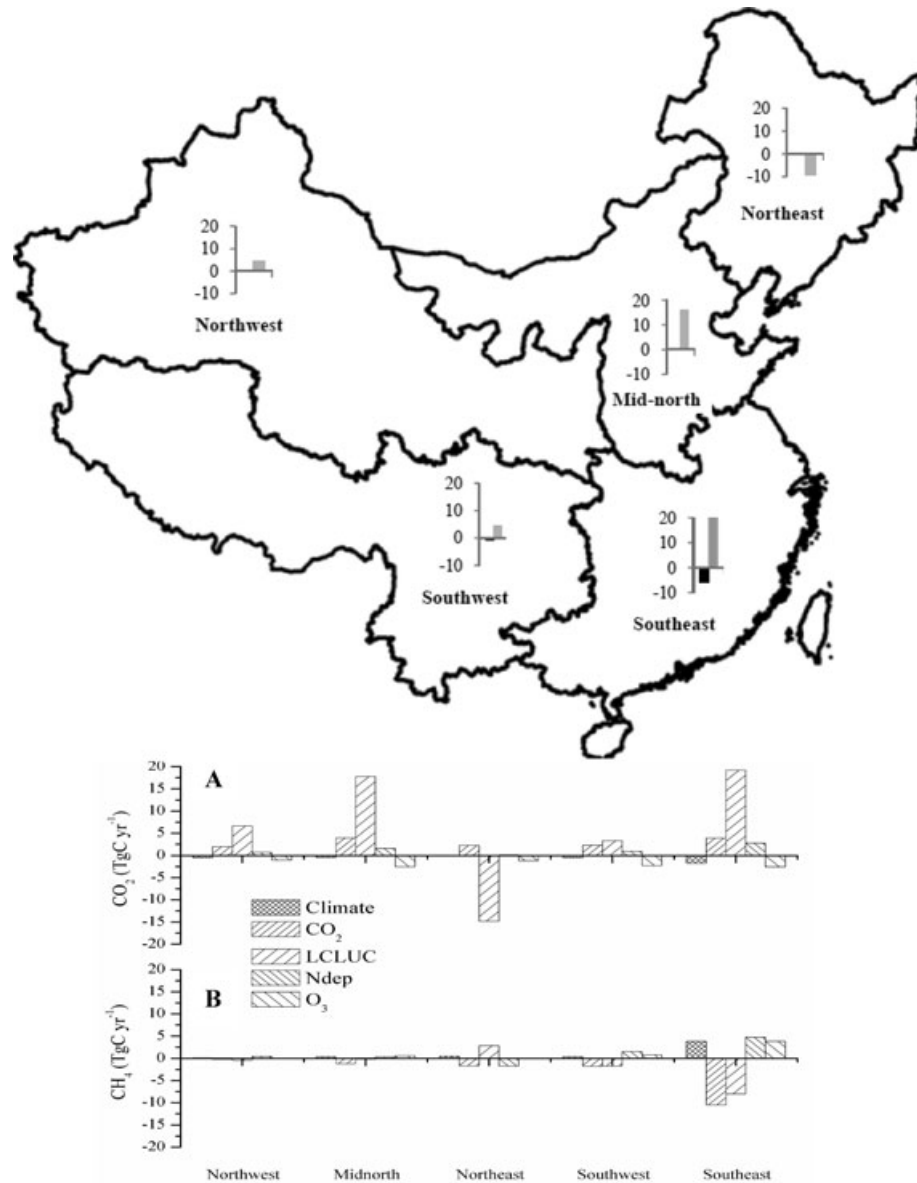 20
10
0
-10
Northeast
20
10
0
-10
Northwest
20
10
0
-10
Mid-north
20
10
0
-10
Southwest
20
10
0
-10
Southeast
A
CO₂ (TgC yr⁻¹)
20
15
10
5
0
-5
-10
-15
-20
Climate
CO₂
LCLUC
Ndep
O₃
B
CH₄ (TgC yr⁻¹)
20
15
10
5
0
-5
-10
-15
-20
Northwest Midnorth Northeast Southwest Southeast